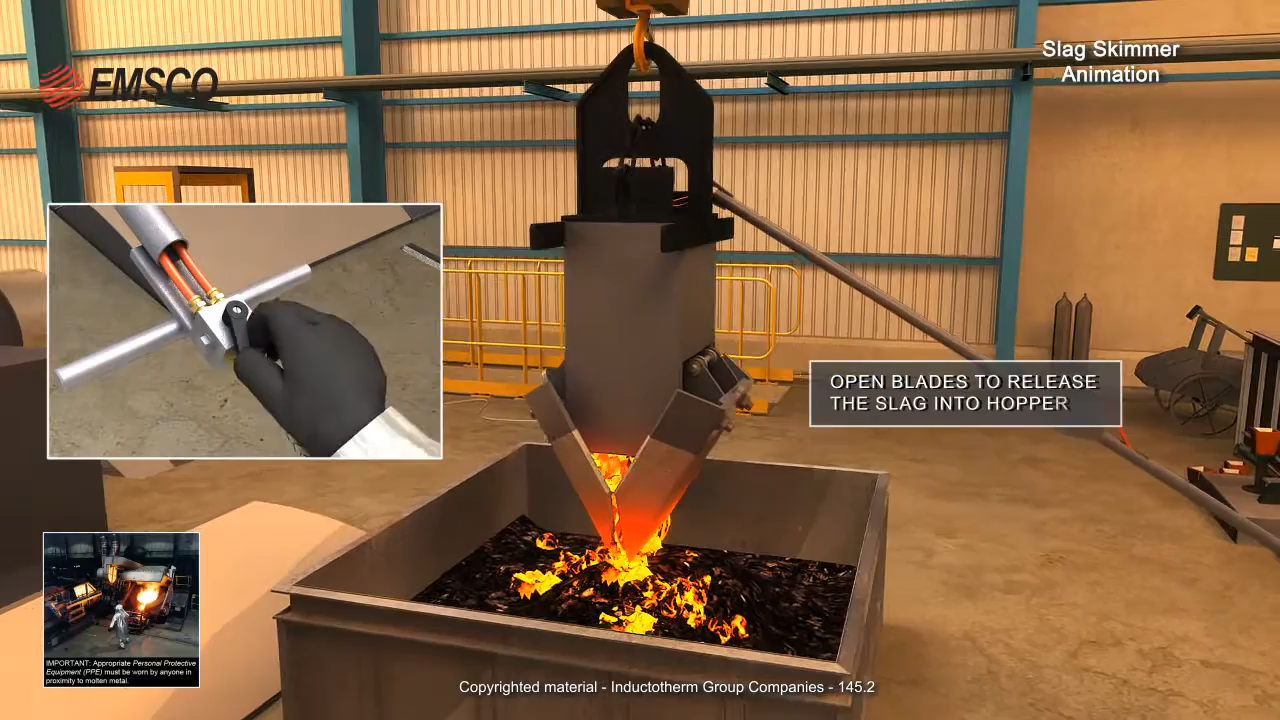 Slag Skimmer
Animation
EMSCO
OPEN BLADES TO RELEASE
THE SLAG INTO HOPPER
IMPORTANT: Appropriate Personal Protective
Equipment (PPE) must be worn by anyone in
proximity to molten metal.
Copyrighted material - Inductotherm Group Companies - 145.2